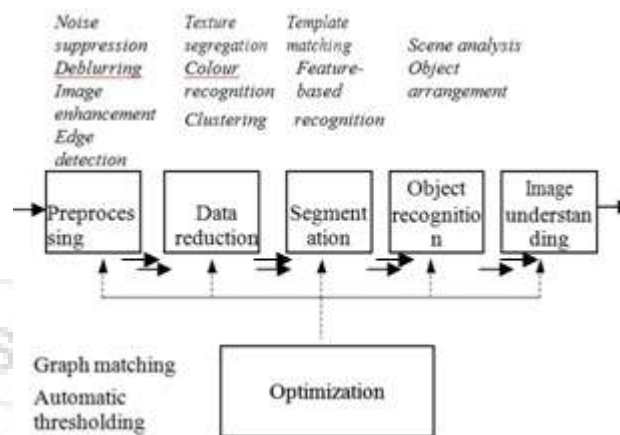 Noise
suppression
Deblurring
Image
enhancement
Edge
detection
Texture
segregation
Colour
recognition
Clustering
Template
matching
Feature-
based
recognition
Scene analysis
Object
arrangement
Preproces
sing
Data
reduction
Segment
ation
Object
recognitio
n
Image
understan
ding
Graph matching
Automatic
thresholding
Optimization